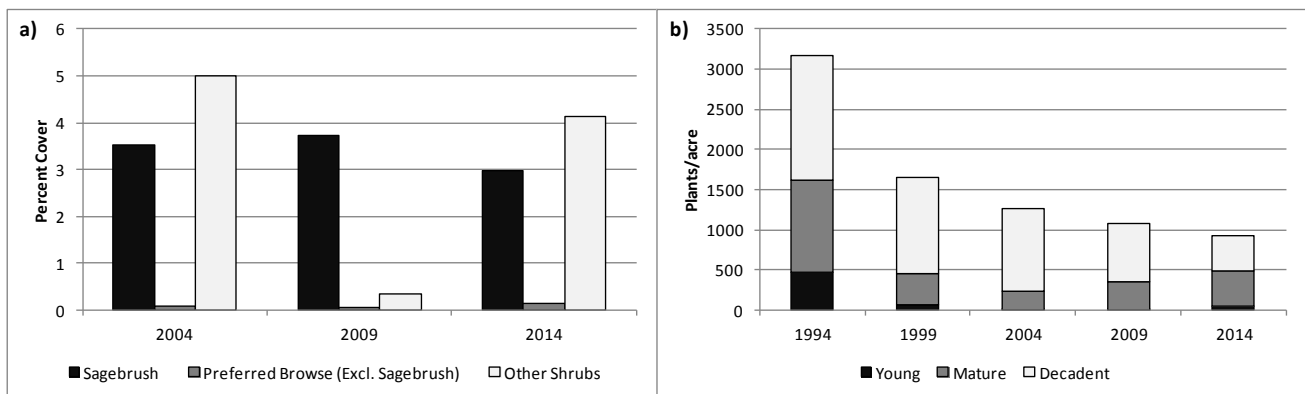 a)
6
5
4
3
2
1
0
Percent Cover
2004 2009 2014
Sagebrush Preferred Browse (Excl. Sagebrush) Other Shrubs
b)
3500
3000
2500
2000
1500
1000
500
0
Plants/acre
1994 1999 2004 2009 2014
Young Mature Decadent